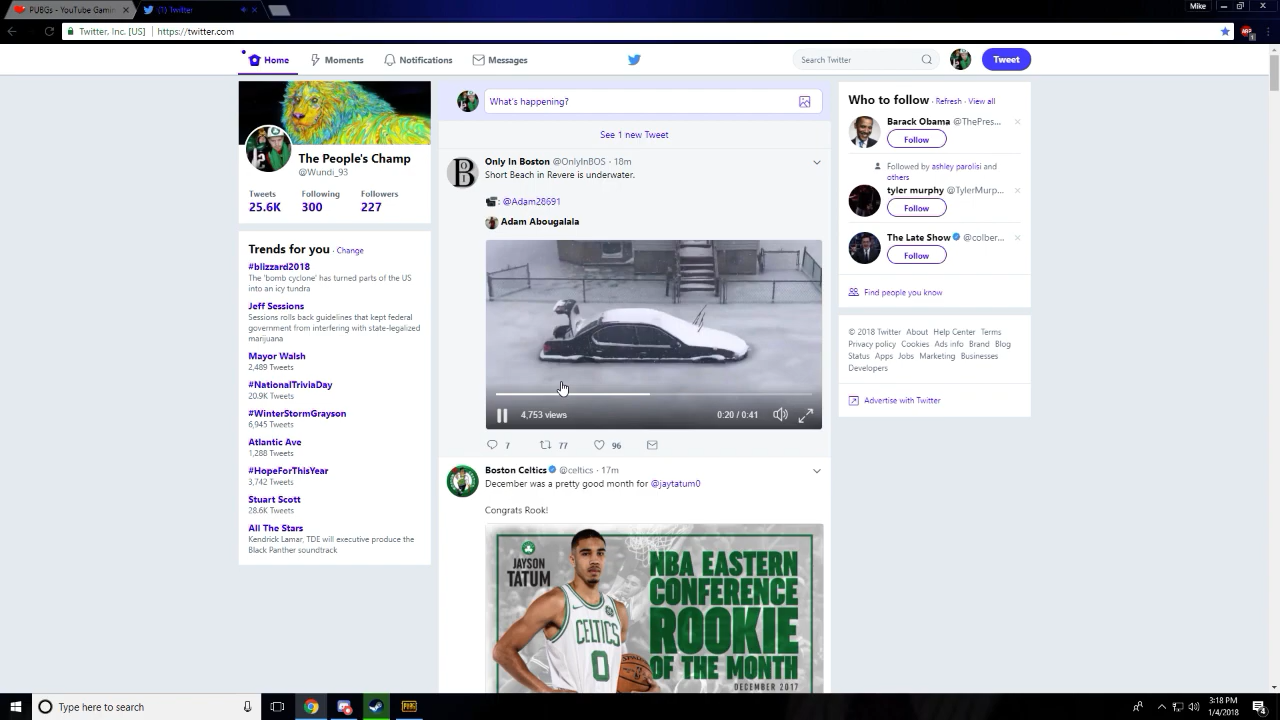 PUBGs - YouTube Gaming
(7) Twitter
Mike
Twitter, Inc. [US]
https://twitter.com
Home
Moments
Notifications
Messages
Search Twitter
Tweet
The People's Champ
@Wundi_93
Tweets Following Followers
25.6K 300 227
Trends for you · Change
#blizzard2018
The 'bomb cyclone' has turned parts of the US
into an icy tundra
Jeff Sessions
Sessions rolls back guidelines that kept federal
government from interfering with state-legalized
marijuana
Mayor Walsh
2,489 Tweets
#NationalTriviaDay
20.9K Tweets
#WinterStormGrayson
6,945 Tweets
Atlantic Ave
1,288 Tweets
#HopeForThisYear
3,742 Tweets
Stuart Scott
28.6K Tweets
All The Stars
Kendrick Lamar, TDE will executive produce the
Black Panther soundtrack
What's happening?
See 1 new Tweet
Only In Boston @OnlyInBOS · 18m
Short Beach in Revere is underwater.
: @Adam28691
Adam Abougalala
4,753 views
0:20 / 0:41
7 77 96
Boston Celtics @celtics · 17m
December was a pretty good month for @jaytatum0
Congrats Rook!
JAYSON
TATUM
NBA EASTERN
CONFERENCE
ROOKIE
OF THE MONTH
DECEMBER 2017
CELTICS
0
Who to follow · Refresh · View all
Barack Obama @ThePres...
Follow
Followed by ashley parolisi and
others
tyler murphy @TylerMurp...
Follow
The Late Show @colber...
Follow
Find people you know
© 2018 Twitter About Help Center Terms
Privacy policy Cookies Ads info Brand Blog
Status Apps Jobs Marketing Businesses
Developers
Advertise with Twitter
Type here to search
3:18 PM
1/4/2018